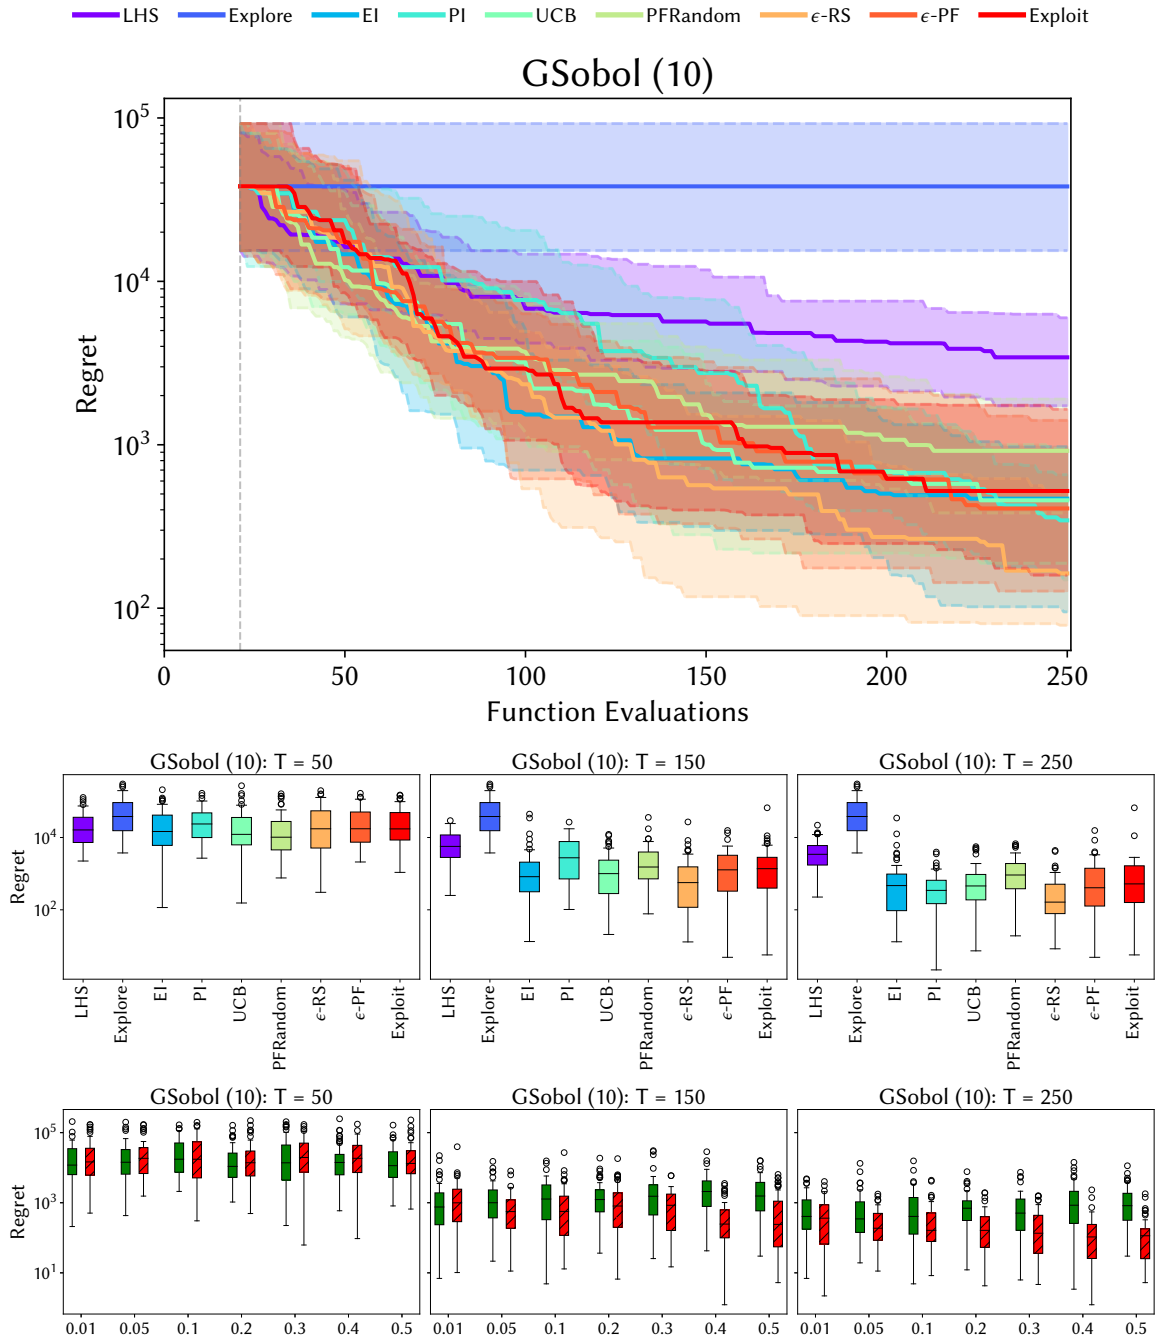 LHS Explore EI PI UCB PFRandom ϵ-RS ϵ-PF Exploit
GSobol (10)
10^5
10^4
10^3
10^2
Regret
0 50 100 150 200 250
Function Evaluations
GSobol (10): T = 50 GSobol (10): T = 150 GSobol (10): T = 250
Regret
10^4
10^2
LHS Explore EI PI UCB PFRandom ϵ-RS ϵ-PF Exploit LHS Explore EI PI UCB PFRandom ϵ-RS ϵ-PF Exploit LHS Explore EI PI UCB PFRandom ϵ-RS ϵ-PF Exploit
GSobol (10): T = 50 GSobol (10): T = 150 GSobol (10): T = 250
Regret
10^5
10^3
10^1
0.01 0.05 0.1 0.2 0.3 0.4 0.5 0.01 0.05 0.1 0.2 0.3 0.4 0.5 0.01 0.05 0.1 0.2 0.3 0.4 0.5